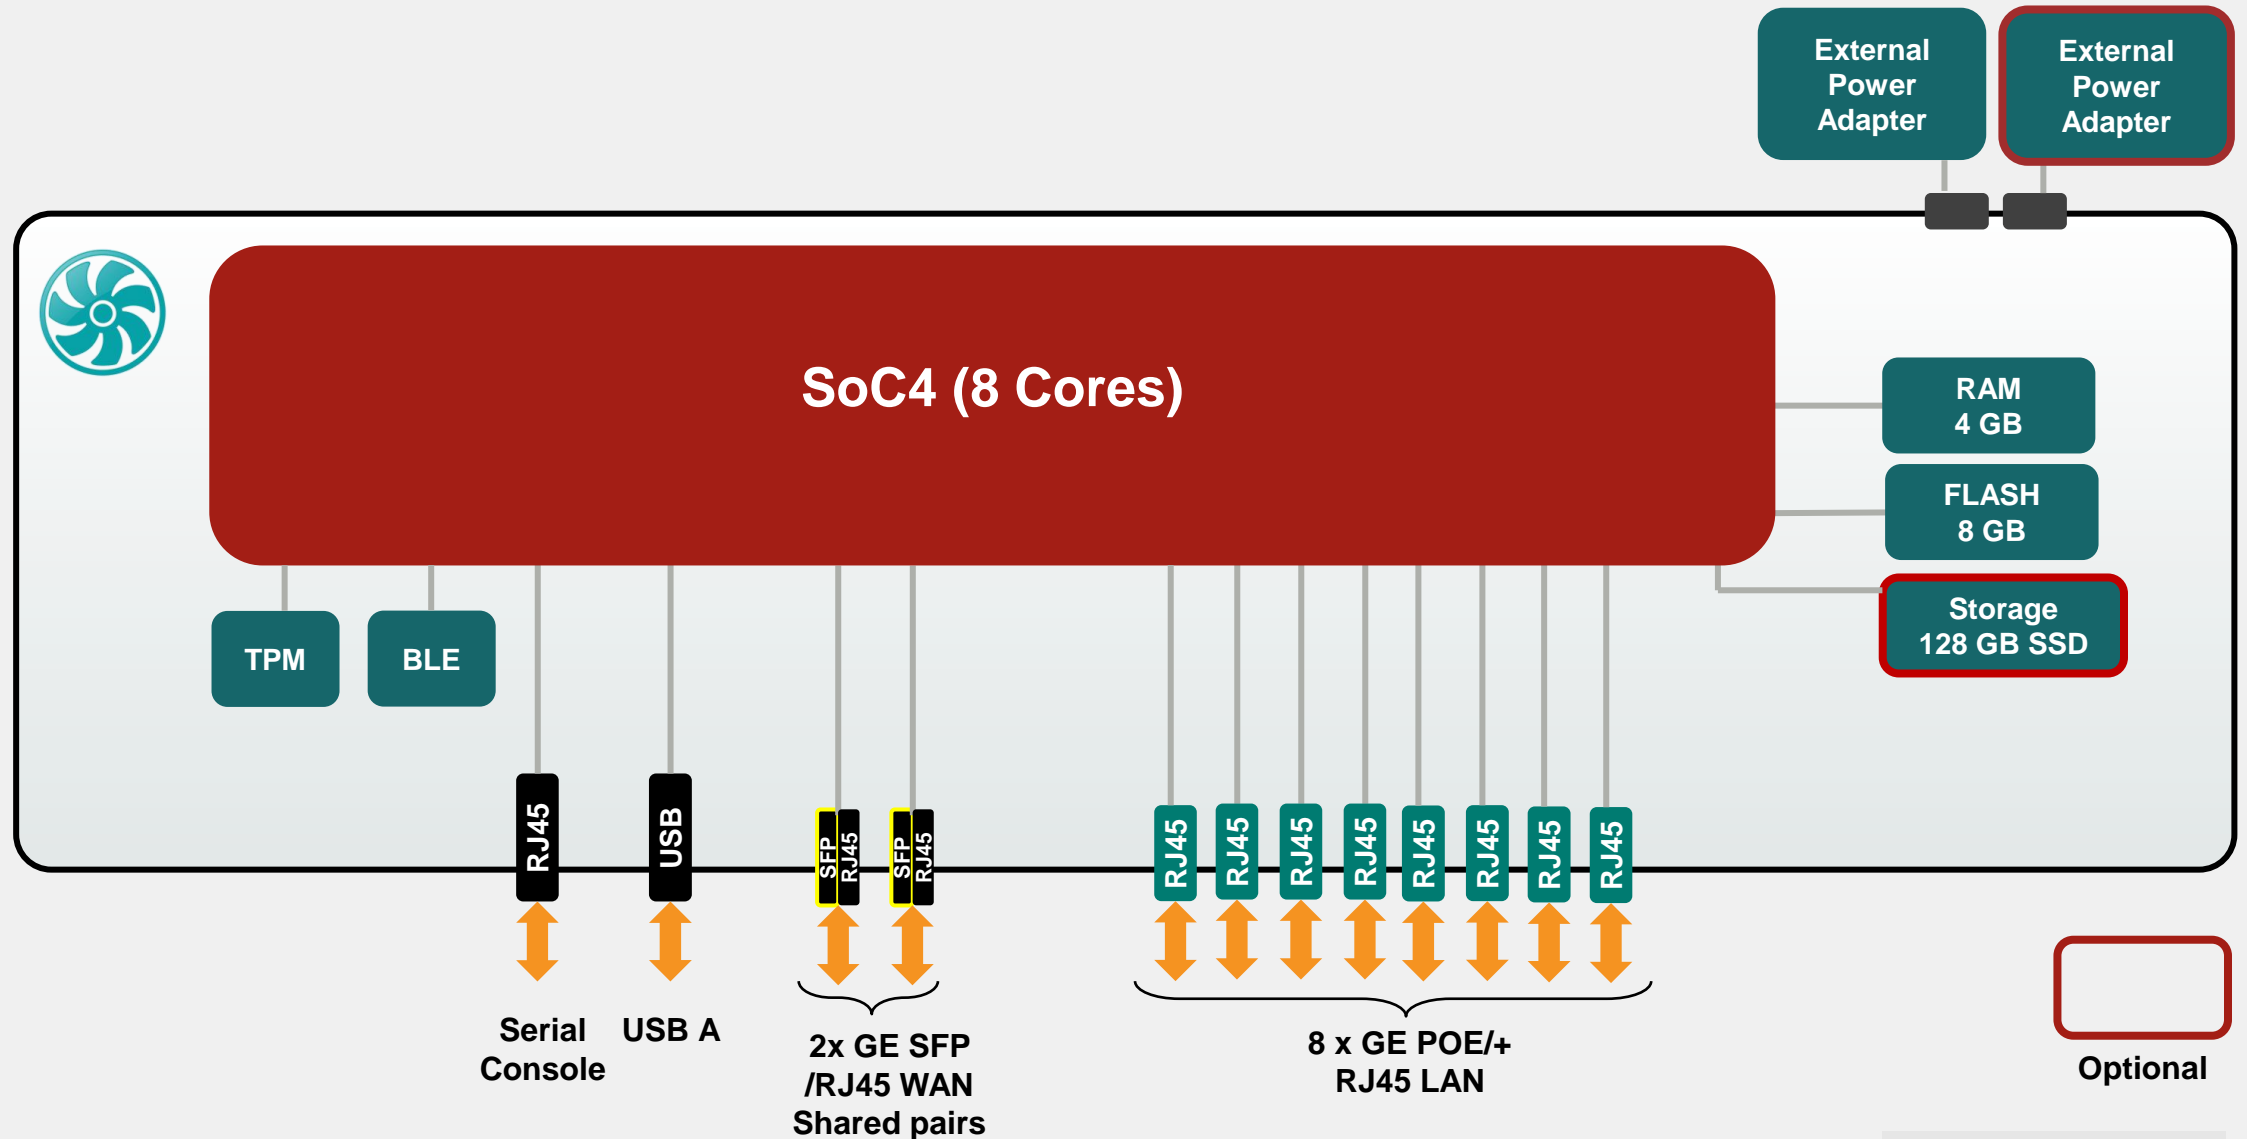 External
Power
Adapter
External
Power
Adapter
SoC4 (8 Cores)
RAM
4 GB
FLASH
8 GB
Storage
128 GB SSD
TPM
BLE
RJ45
USB
SFP
RJ45
SFP
RJ45
RJ45
RJ45
RJ45
RJ45
RJ45
RJ45
RJ45
RJ45
Serial
Console
USB A
2x GE SFP
/RJ45 WAN
Shared pairs
8 x GE POE/+
RJ45 LAN
Optional